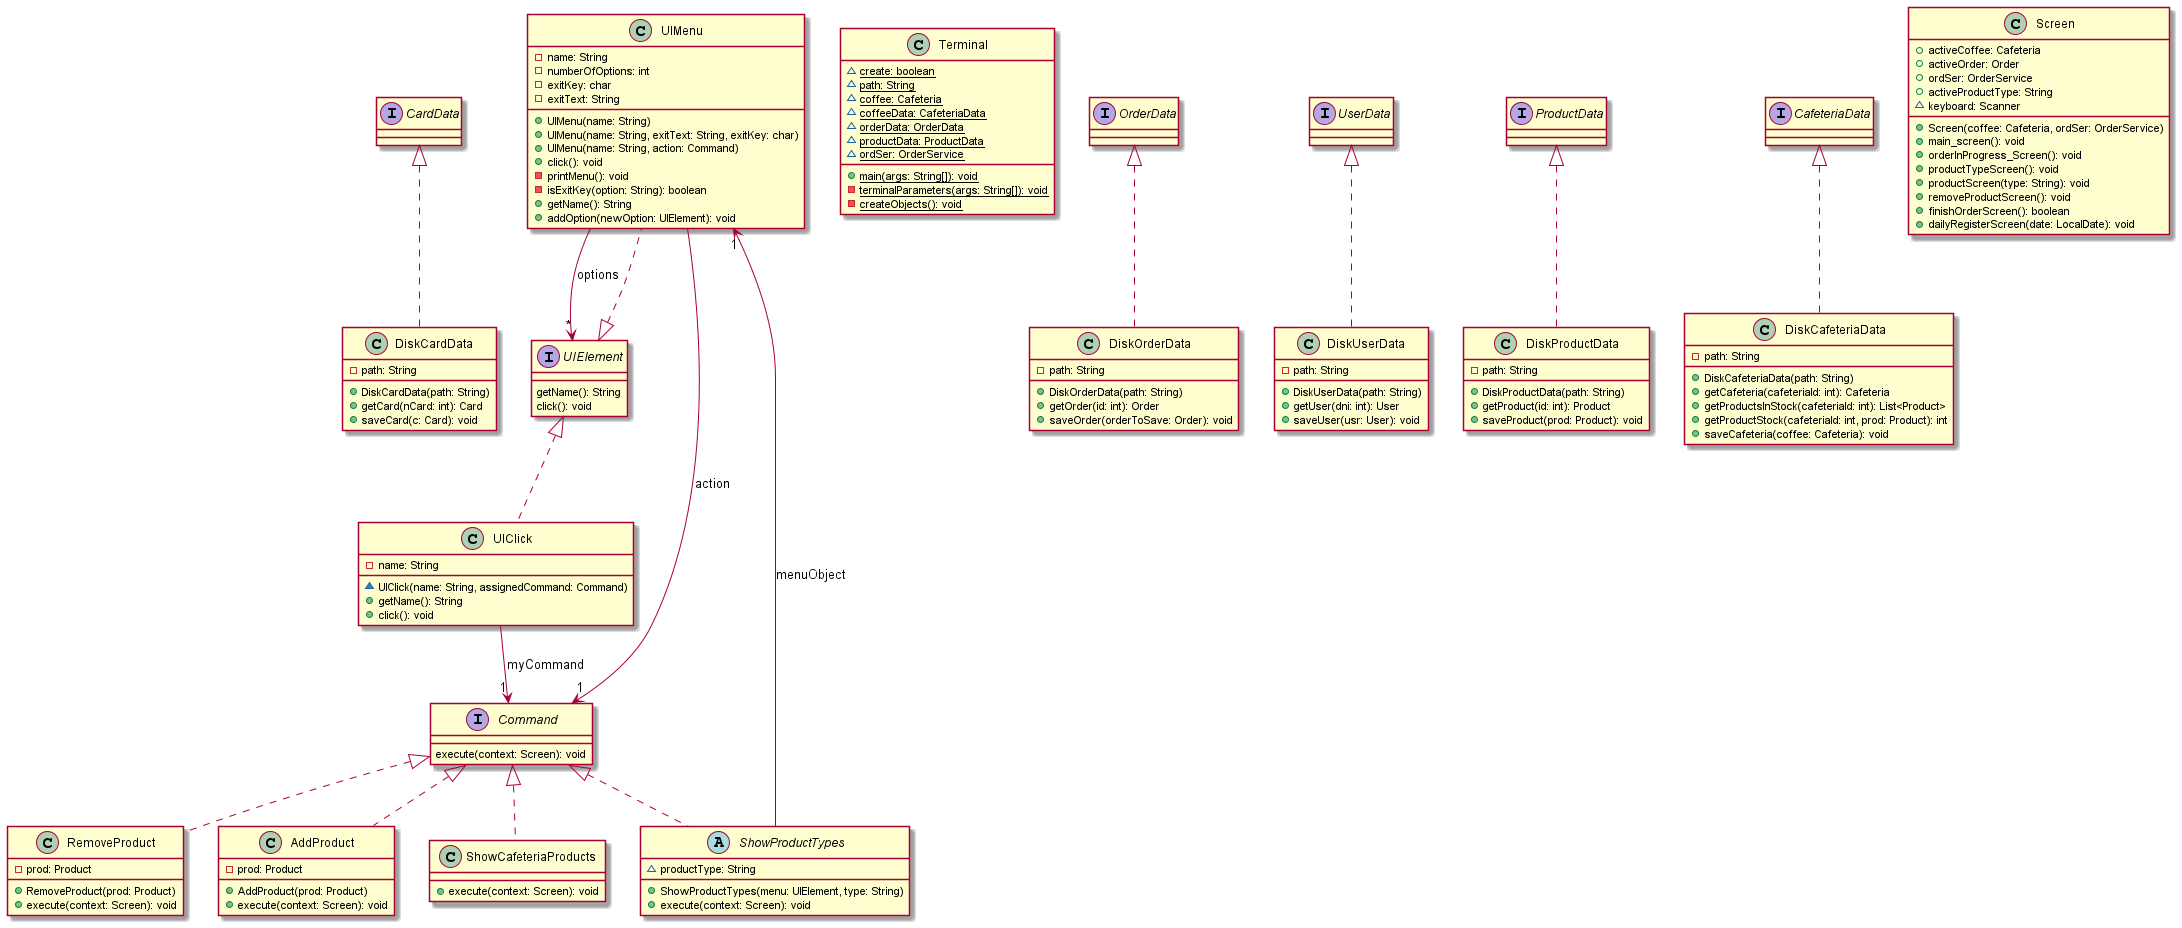 C UIMenu
name: String
numberOfOptions: int
exitKey: char
exitText: String
UIMenu(name: String)
UIMenu(name: String, exitText: String, exitKey: char)
UIMenu(name: String, action: Command)
click(): void
printMenu(): void
isExitKey(option: String): boolean
getName(): String
addOption(newOption: UIElement): void
C Terminal
create: boolean
path: String
coffee: Cafeteria
coffeeData: CafeteriaData
orderData: OrderData
productData: ProductData
ordSer: OrderService
main(args: String[]): void
terminalParameters(args: String[]): void
createObjects(): void
C Screen
activeCoffee: Cafeteria
activeOrder: Order
ordSer: OrderService
activeProductType: String
keyboard: Scanner
Screen(coffee: Cafeteria, ordSer: OrderService)
main_screen(): void
orderInProgress_Screen(): void
productTypeScreen(): void
productScreen(type: String): void
removeProductScreen(): void
finishOrderScreen(): boolean
dailyRegisterScreen(date: LocalDate): void
I CardData
I OrderData
I UserData
I ProductData
I CafeteriaData
options
*
1
C DiskCardData
path: String
DiskCardData(path: String)
getCard(nCard: int): Card
saveCard(c: Card): void
I UIElement
getName(): String
click(): void
C DiskOrderData
path: String
DiskOrderData(path: String)
getOrder(id: int): Order
saveOrder(orderToSave: Order): void
C DiskUserData
path: String
DiskUserData(path: String)
getUser(dni: int): User
saveUser(usr: User): void
C DiskProductData
path: String
DiskProductData(path: String)
getProduct(id: int): Product
saveProduct(prod: Product): void
C DiskCafeteriaData
path: String
DiskCafeteriaData(path: String)
getCafeteria(cafeteriaId: int): Cafeteria
getProductsInStock(cafeteriaId: int): List<Product>
getProductStock(cafeteriaId: int, prod: Product): int
saveCafeteria(coffee: Cafeteria): void
action
C UIClick
name: String
UIClick(name: String, assignedCommand: Command)
getName(): String
click(): void
menuObject
myCommand
1
1
I Command
execute(context: Screen): void
C RemoveProduct
prod: Product
RemoveProduct(prod: Product)
execute(context: Screen): void
C AddProduct
prod: Product
AddProduct(prod: Product)
execute(context: Screen): void
C ShowCafeteriaProducts
execute(context: Screen): void
A ShowProductTypes
productType: String
ShowProductTypes(menu: UIElement, type: String)
execute(context: Screen): void